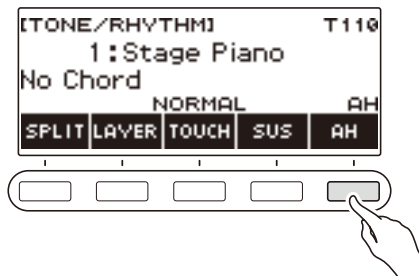 [TONE/RHYTHM] T110
1:Stage Piano
No Chord
NORMAL AH
SPLIT LAYER TOUCH SUS AH